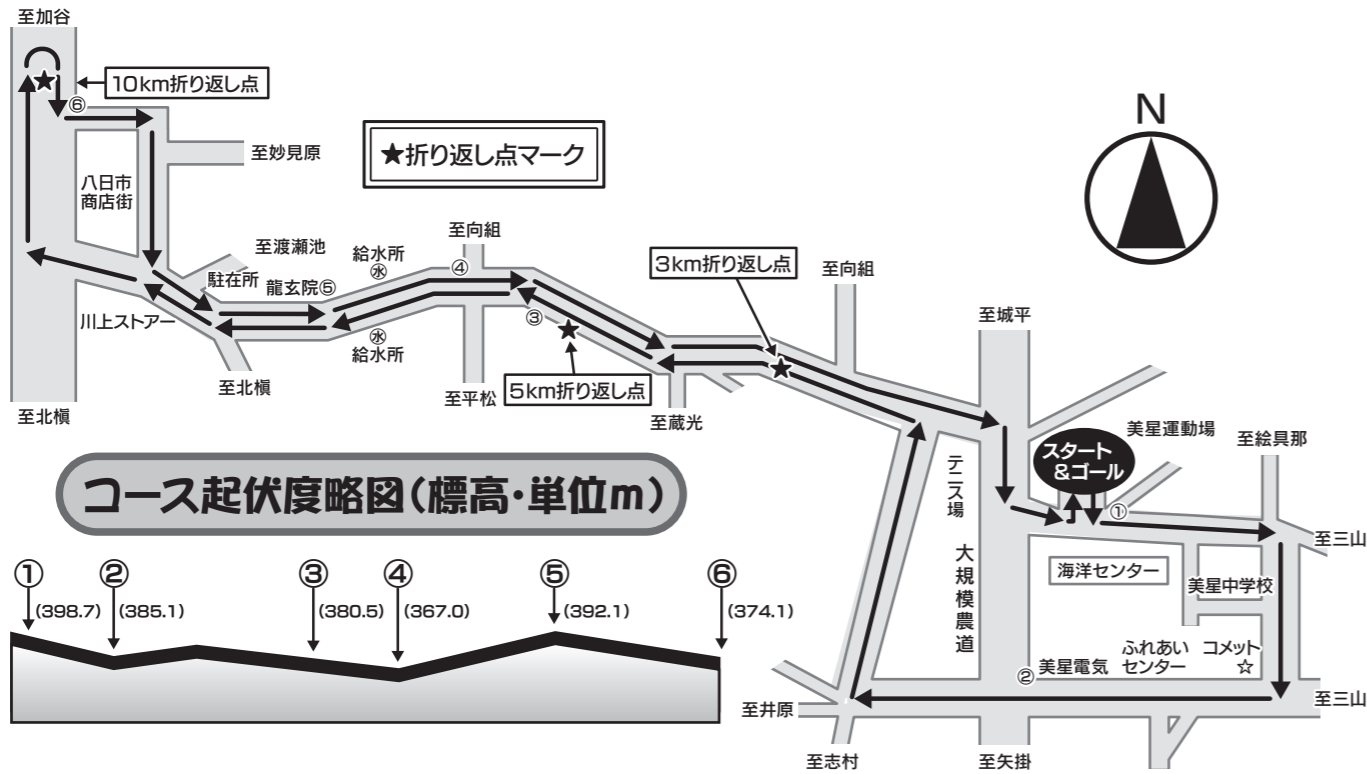 至加谷
10km折り返し点
⑥
至妙見原
★折り返し点マーク
N
八日市
商店街
至渡瀬池
駐在所
龍玄院⑤
給水所
㊌
至向組
④
3km折り返し点
至向組
至城平
川上ストアー
㊌
給水所
③
5km折り返し点
至北槇
至北槇
至平松
至蔵光
スタート
&ゴール
美星運動場
至絵具那
①
至三山
テニス場
大規模農道
海洋センター
美星中学校
②
美星電気
ふれあい
センター
コメット
☆
至三山
至井原
至志村
至矢掛
コース起伏度略図(標高・単位m)
① ② ③ ④ ⑤ ⑥
(398.7) (385.1) (380.5) (367.0) (392.1) (374.1)